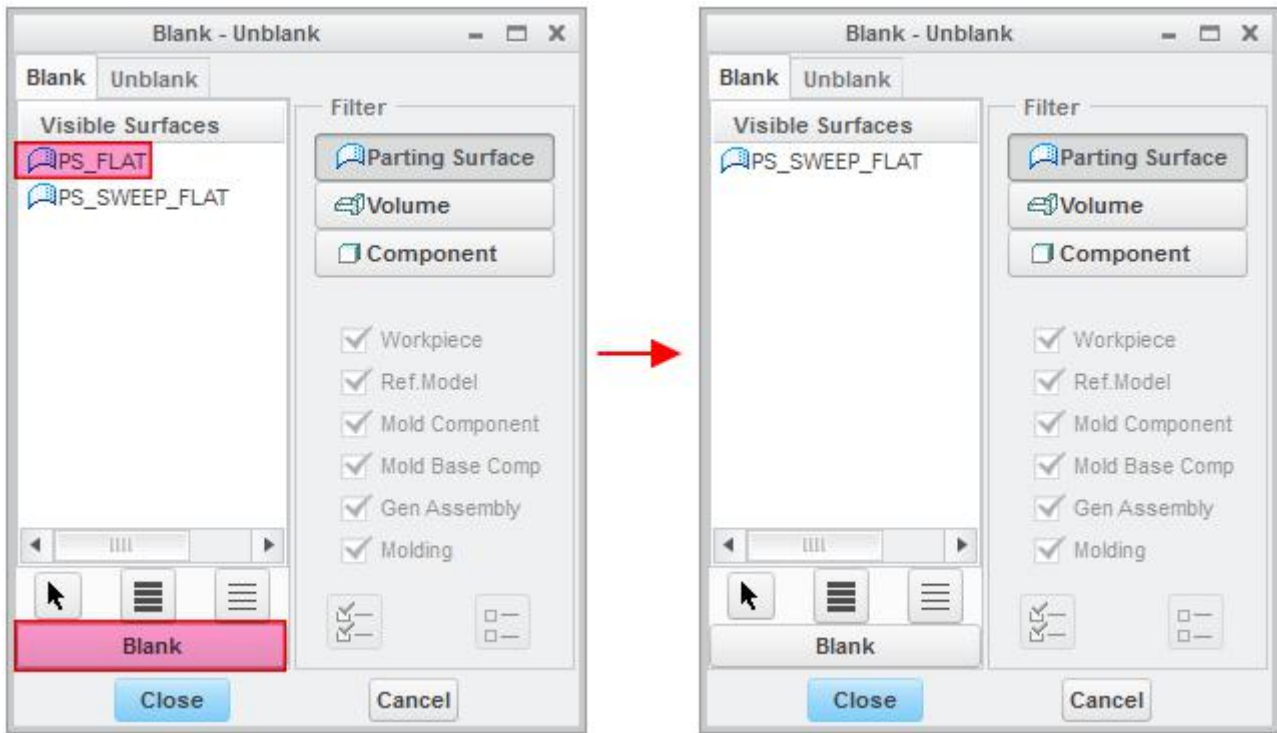 Blank - Unblank
Blank Unblank
Visible Surfaces
PS_FLAT
PS_SWEEP_FLAT
Filter
Parting Surface
Volume
Component
Workpiece
Ref.Model
Mold Component
Mold Base Comp
Gen Assembly
Molding
Blank
Close
Cancel
Blank - Unblank
Blank Unblank
Visible Surfaces
PS_SWEEP_FLAT
Filter
Parting Surface
Volume
Component
Workpiece
Ref.Model
Mold Component
Mold Base Comp
Gen Assembly
Molding
Blank
Close
Cancel